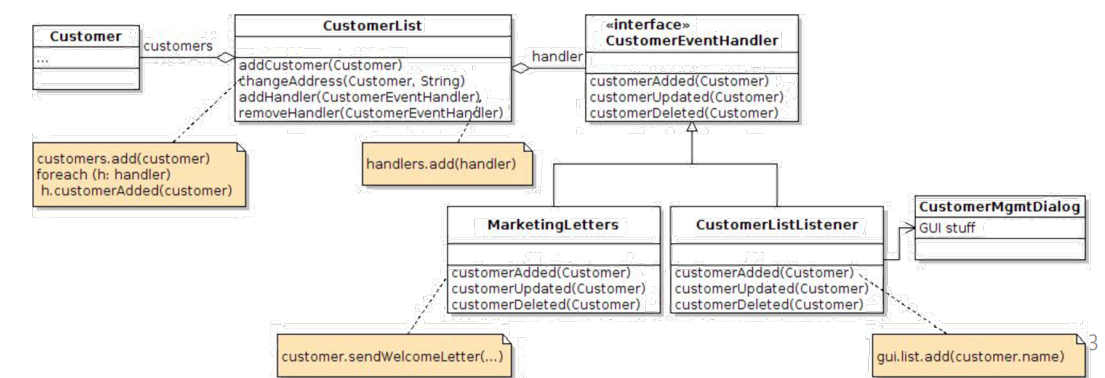 Customer
...
customers
CustomerList
addCustomer(Customer)
changeAddress(Customer, String)
addHandler(CustomerEventHandler)
removeHandler(CustomerEventHandler)
handler
«interface»
CustomerEventHandler
customerAdded(Customer)
customerUpdated(Customer)
customerDeleted(Customer)
customers.add(customer)
foreach (h: handler)
h.customerAdded(customer)
handlers.add(handler)
MarketingLetters
customerAdded(Customer)
customerUpdated(Customer)
customerDeleted(Customer)
CustomerListListener
customerAdded(Customer)
customerUpdated(Customer)
customerDeleted(Customer)
CustomerMgmtDialog
GUI stuff
customer.sendWelcomeLetter(...)
gui.list.add(customer.name)
3